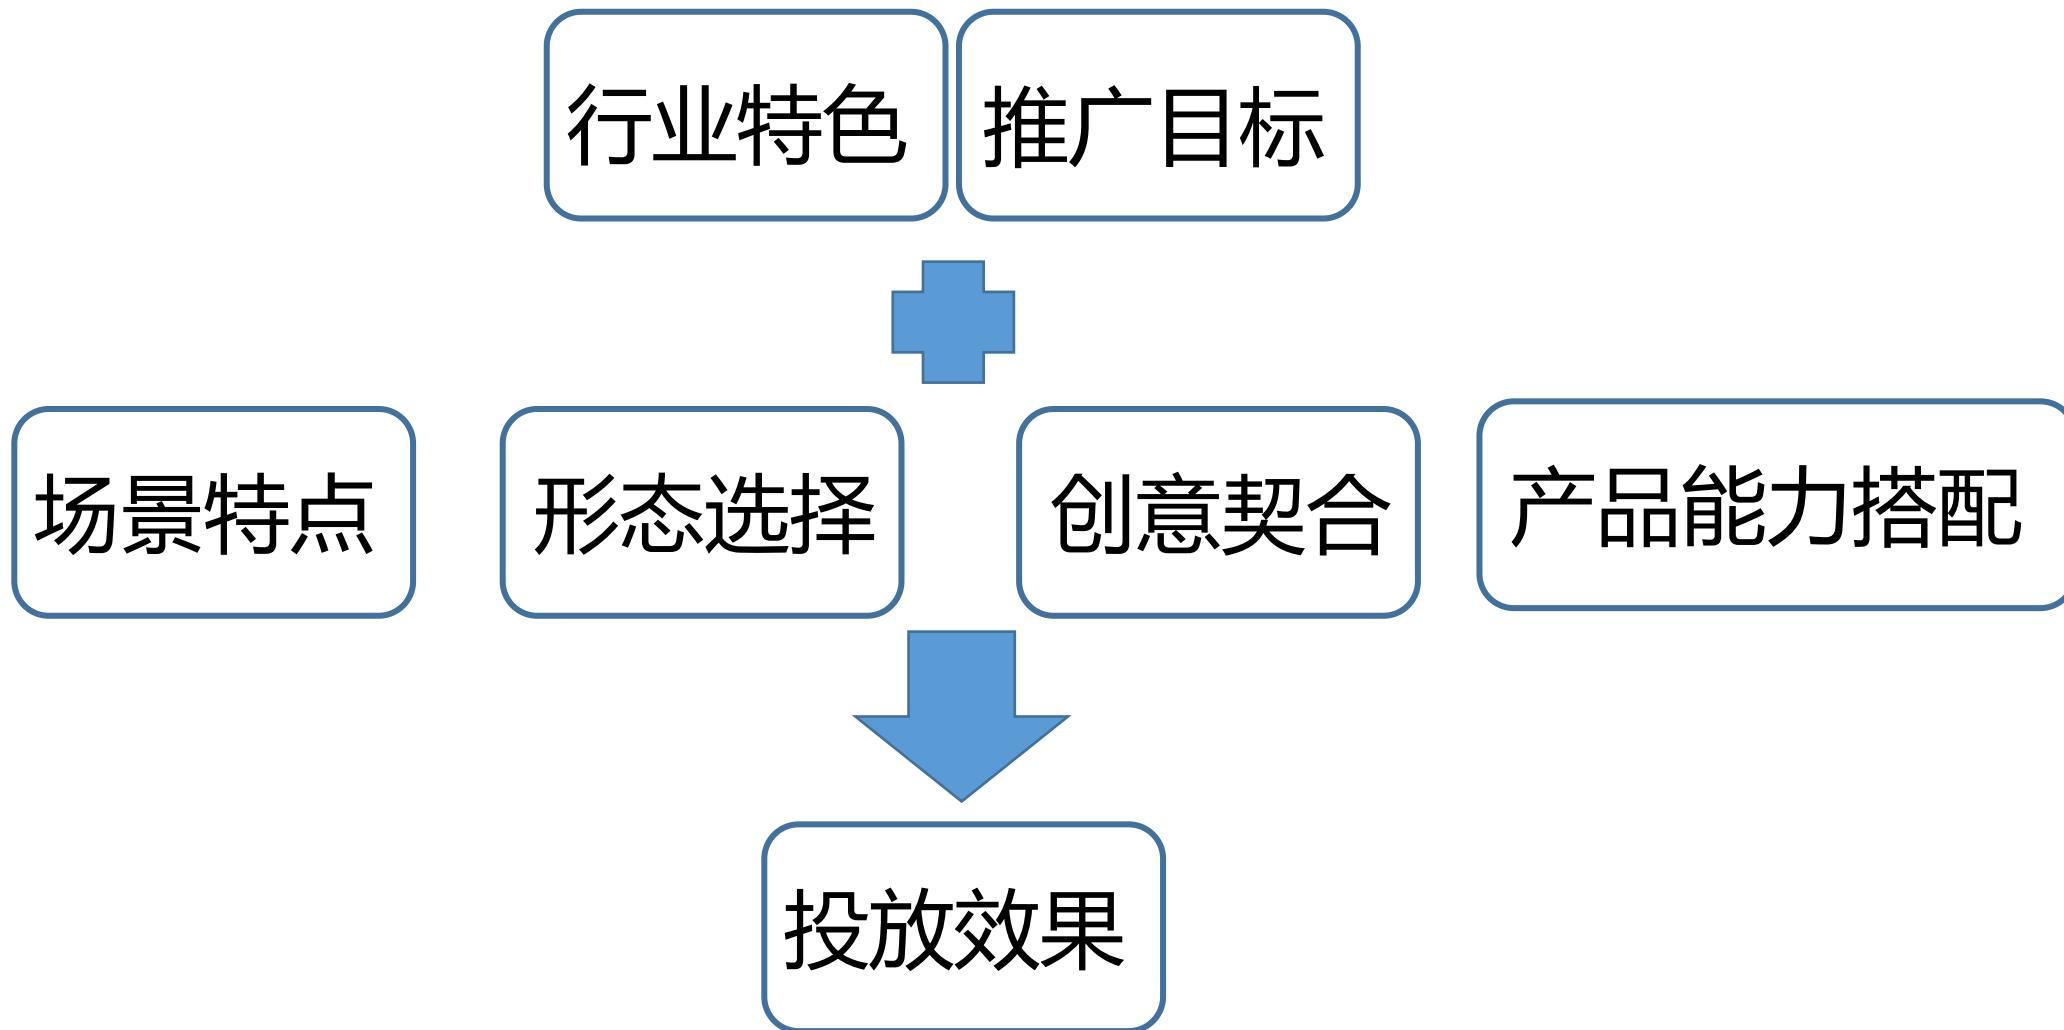 行业特色
推广目标
场景特点
形态选择
创意契合
产品能力搭配
投放效果